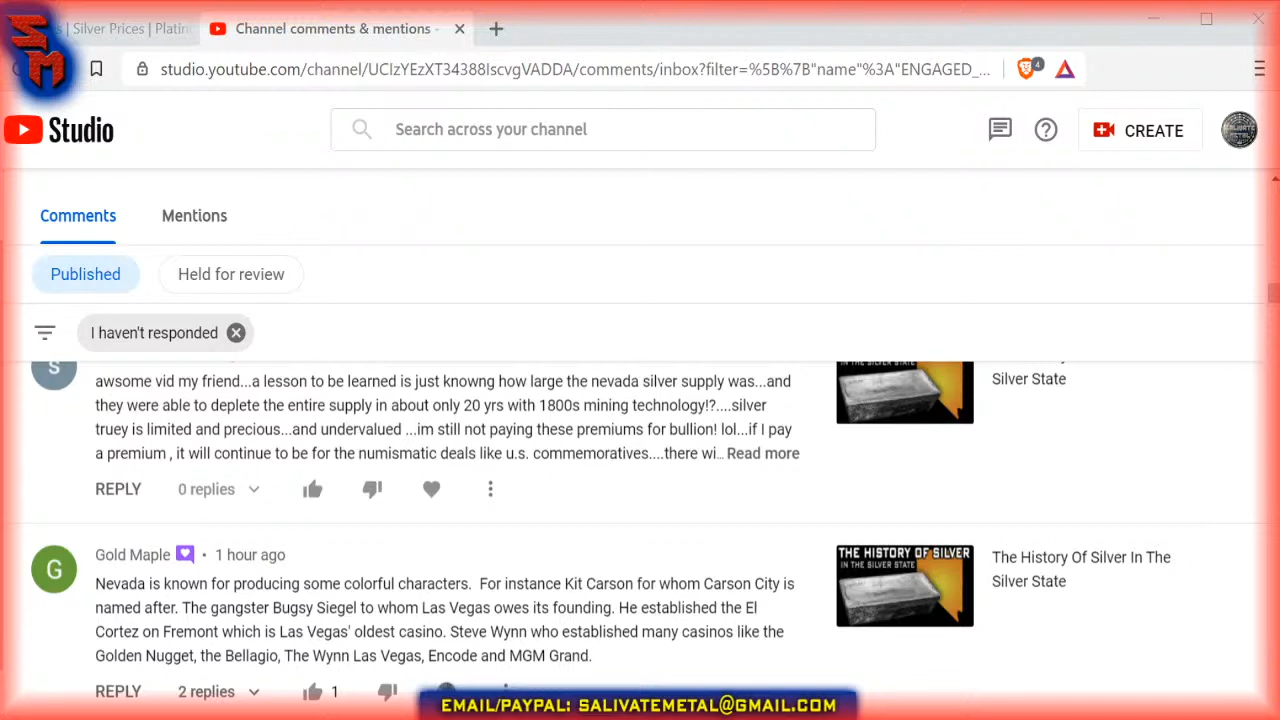 SM
s | Silver Prices | Platin
Channel comments & mentions -
studio.youtube.com/channel/UCIzYEzXT34388IscvgVADDA/comments/inbox?filter=%5B%7B"name"%3A"ENGAGED_...
4
Studio
Search across your channel
CREATE
Comments
Mentions
Published
Held for review
I haven't responded
S
awsome vid my friend...a lesson to be learned is just knowng how large the nevada silver supply was...and
they were able to deplete the entire supply in about only 20 yrs with 1800s mining technology!?....silver
truey is limited and precious...and undervalued ...im still not paying these premiums for bullion! lol...if I pay
a premium , it will continue to be for the numismatic deals like u.s. commemoratives....there wi... Read more
IN THE SILVER STATE
Silver State
REPLY
0 replies
G
Gold Maple • 1 hour ago
Nevada is known for producing some colorful characters. For instance Kit Carson for whom Carson City is
named after. The gangster Bugsy Siegel to whom Las Vegas owes its founding. He established the El
Cortez on Fremont which is Las Vegas' oldest casino. Steve Wynn who established many casinos like the
Golden Nugget, the Bellagio, The Wynn Las Vegas, Encode and MGM Grand.
THE HISTORY OF SILVER
IN THE SILVER STATE
The History Of Silver In The
Silver State
REPLY
2 replies
1
EMAIL/PAYPAL: SALIVATEMETAL@GMAIL.COM